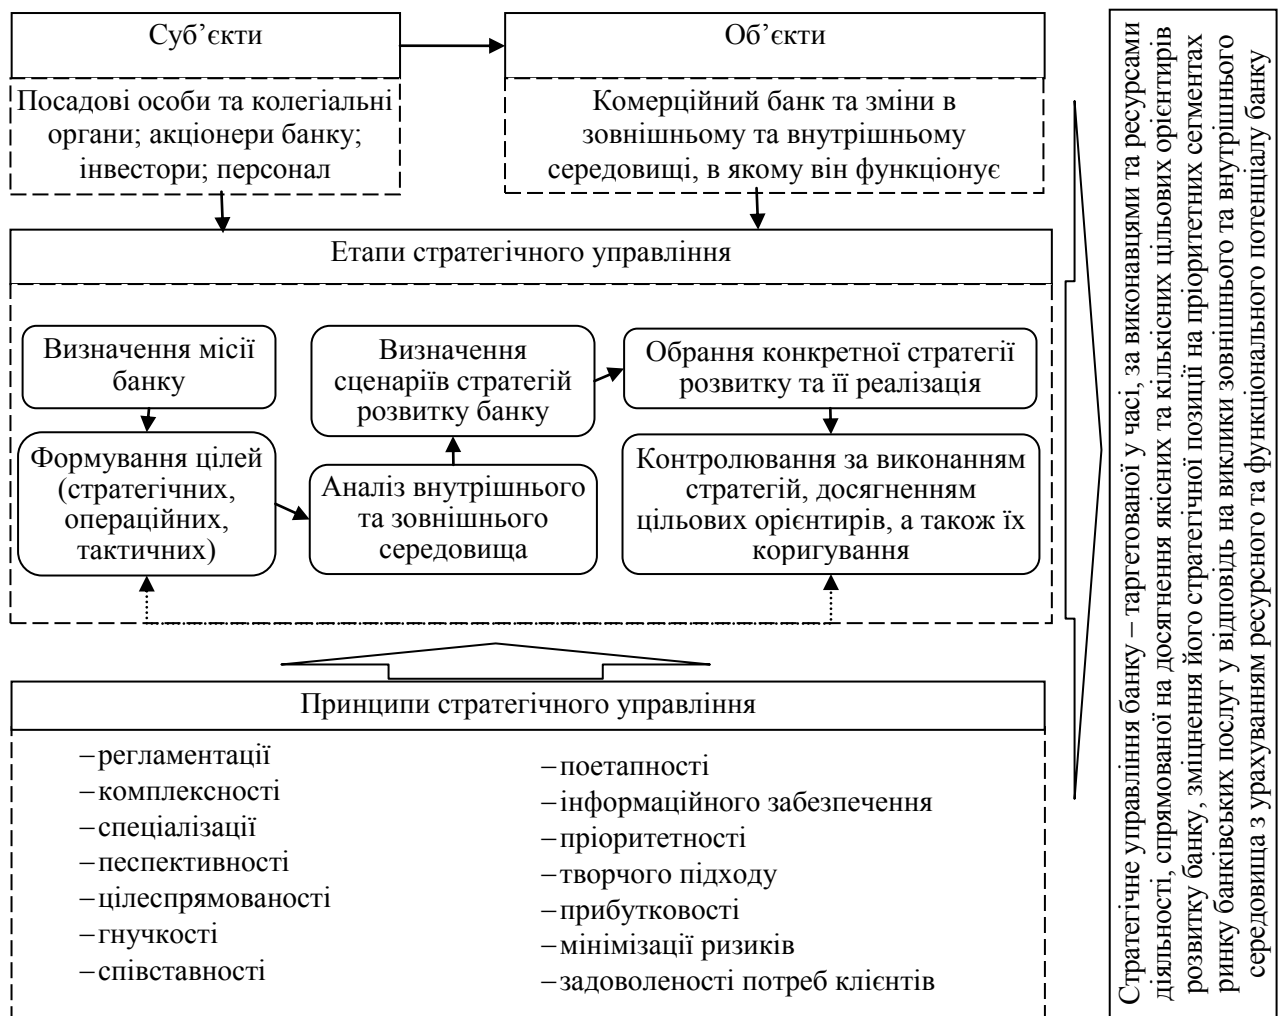 Суб’єкти
Об’єкти
Посадові особи та колегіальні
органи; акціонери банку;
інвестори; персонал
Комерційний банк та зміни в
зовнішньому та внутрішньому
середовищі, в якому він функціонує
Етапи стратегічного управління
Визначення місії
банку
Формування цілей
(стратегічних,
операційних,
тактичних)
Визначення
сценаріїв стратегій
розвитку банку
Аналіз внутрішнього
та зовнішнього
середовища
Обрання конкретної стратегії
розвитку та її реалізація
Контролювання за виконанням
стратегій, досягненням
цільових орієнтирів, а також їх
коригування
Принципи стратегічного управління
–регламентації
–комплексності
–спеціалізації
–песпективності
–цілеспрямованості
–гнучкості
–співставності
–поетапності
–інформаційного забезпечення
–пріоритетності
–творчого підходу
–прибутковості
–мінімізації ризиків
–задоволеності потреб клієнтів
Стратегічне управління банку – таргетованої у часі, за виконавцями та ресурсами
діяльності, спрямованої на досягнення якісних та кількісних цільових орієнтирів
розвитку банку, зміцнення його стратегічної позиції на пріоритетних сегментах
ринку банківських послуг у відповідь на виклики зовнішнього та внутрішнього
середовища з урахуванням ресурсного та функціонального потенціалу банку